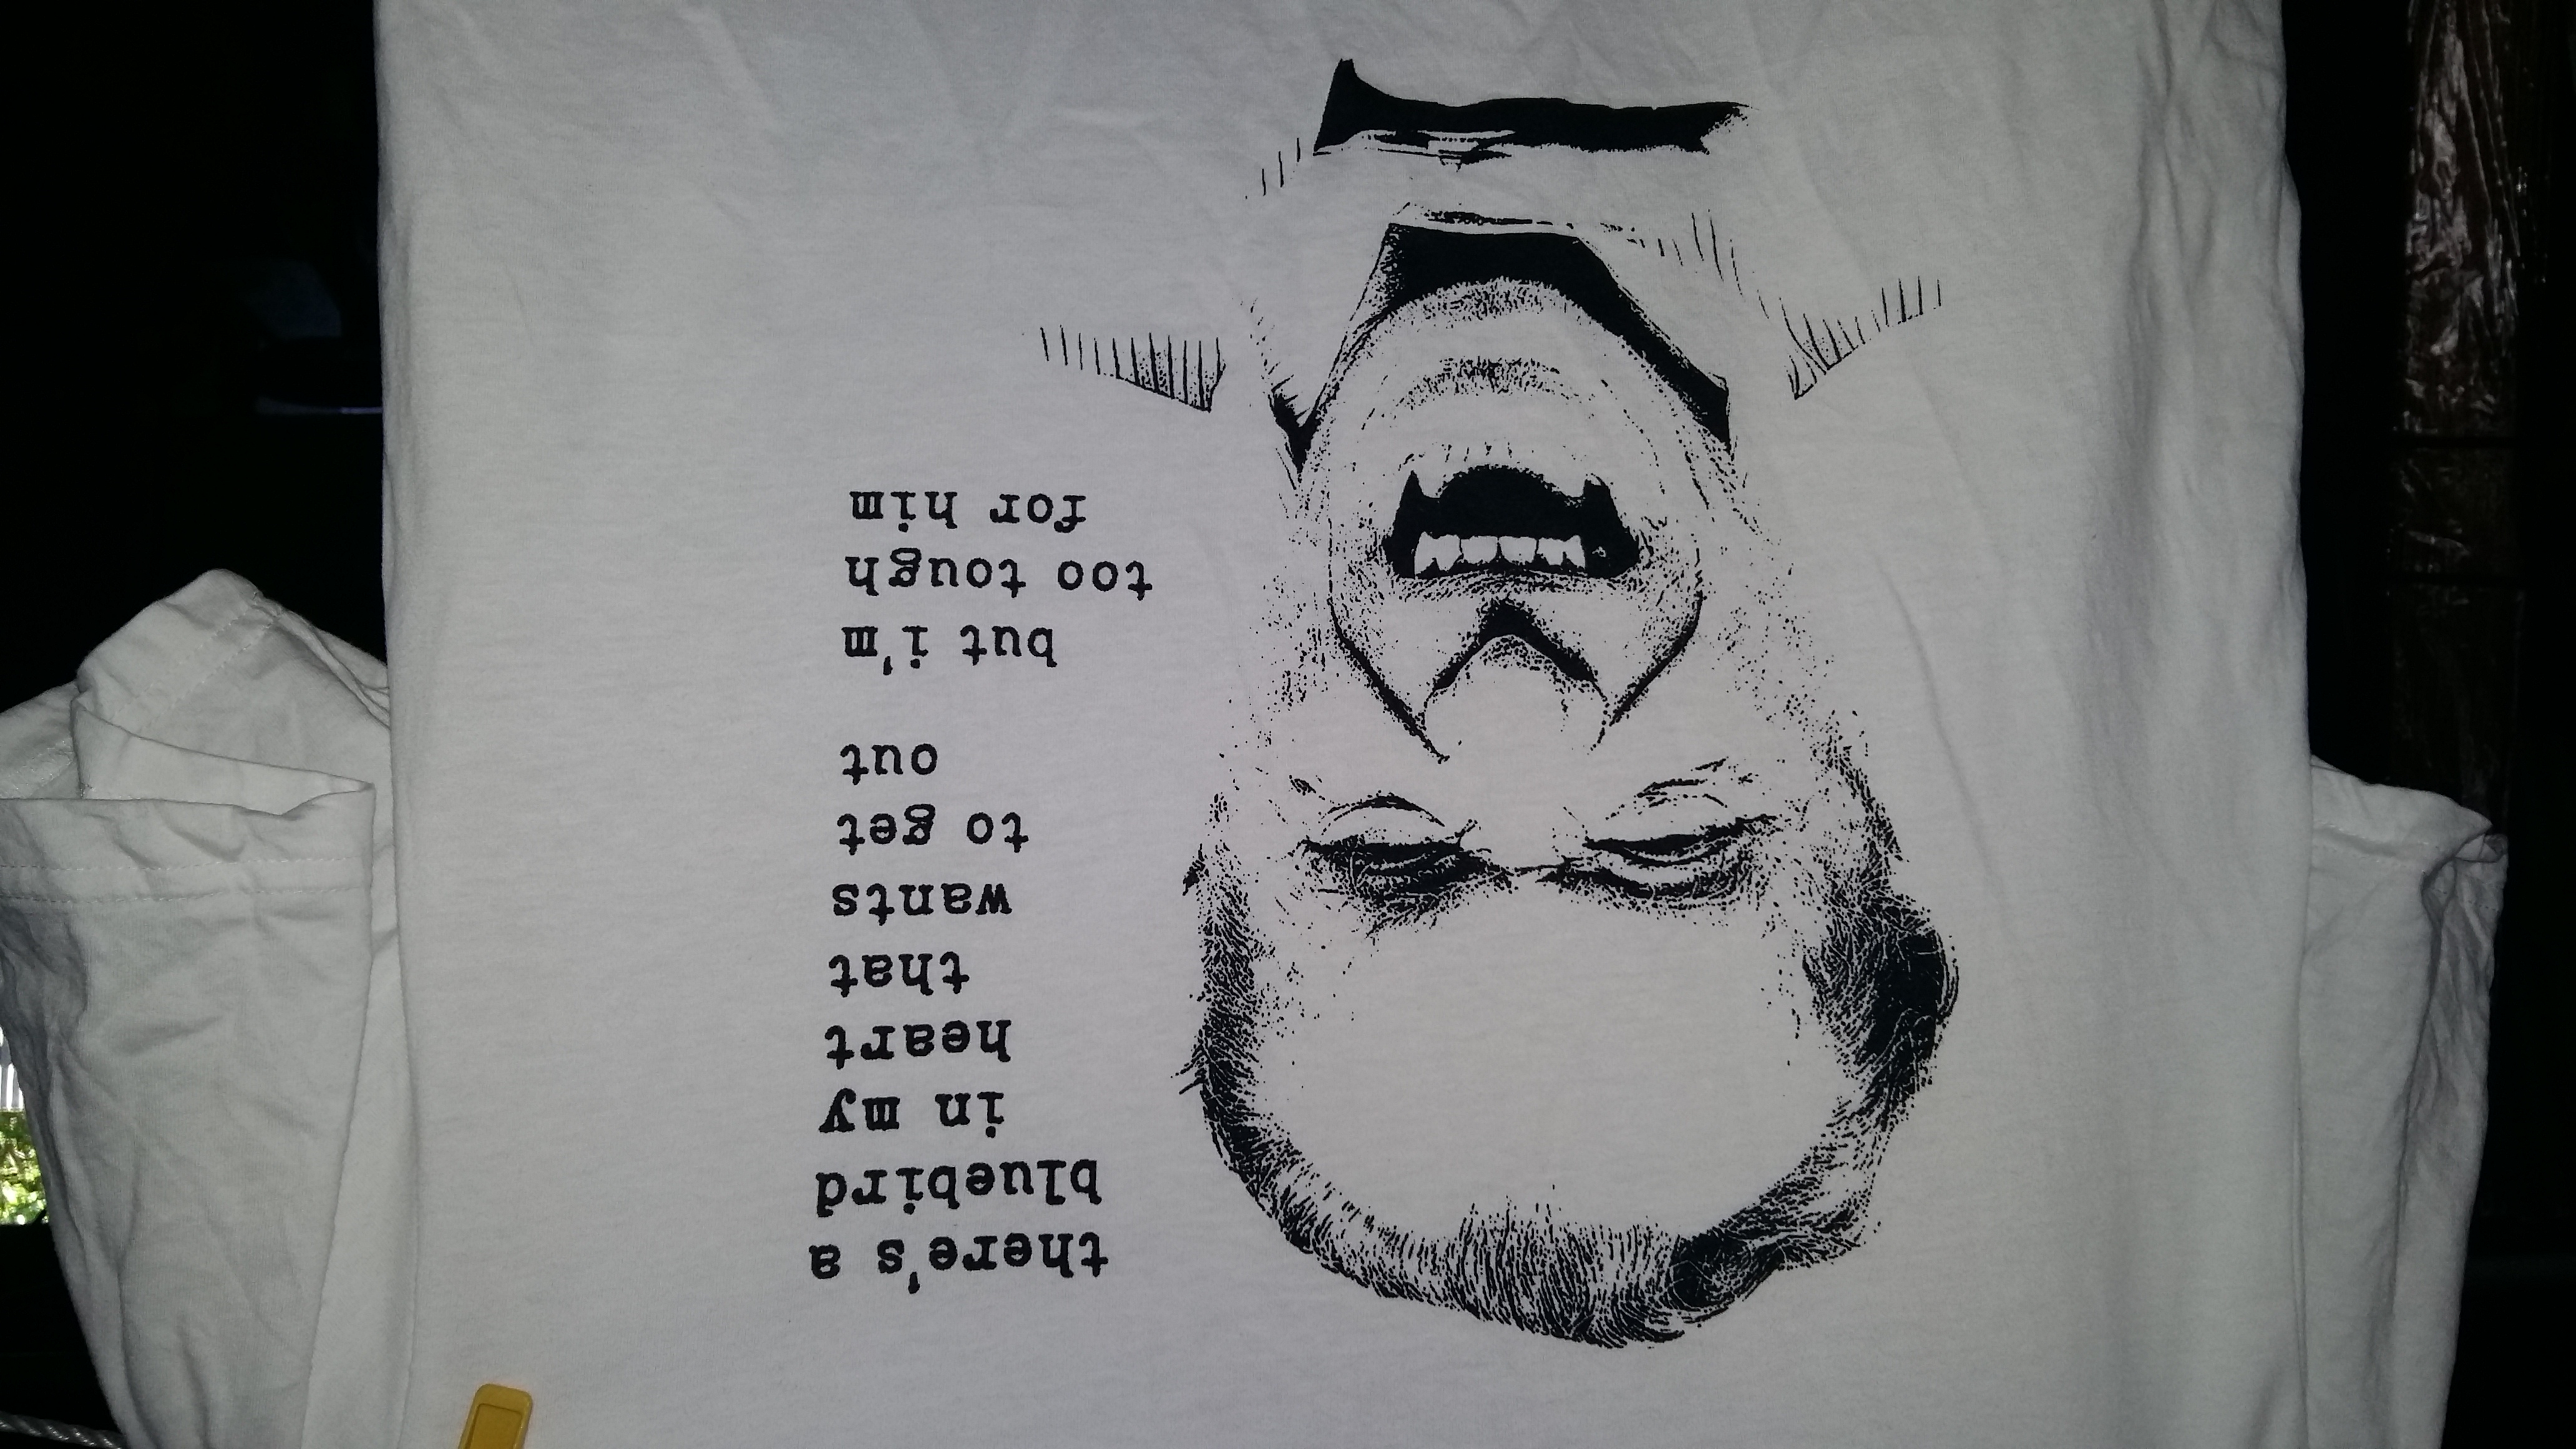 there's a
bluebird
in my
heart
that
wants
to get
out
but i'm
too tough
for him